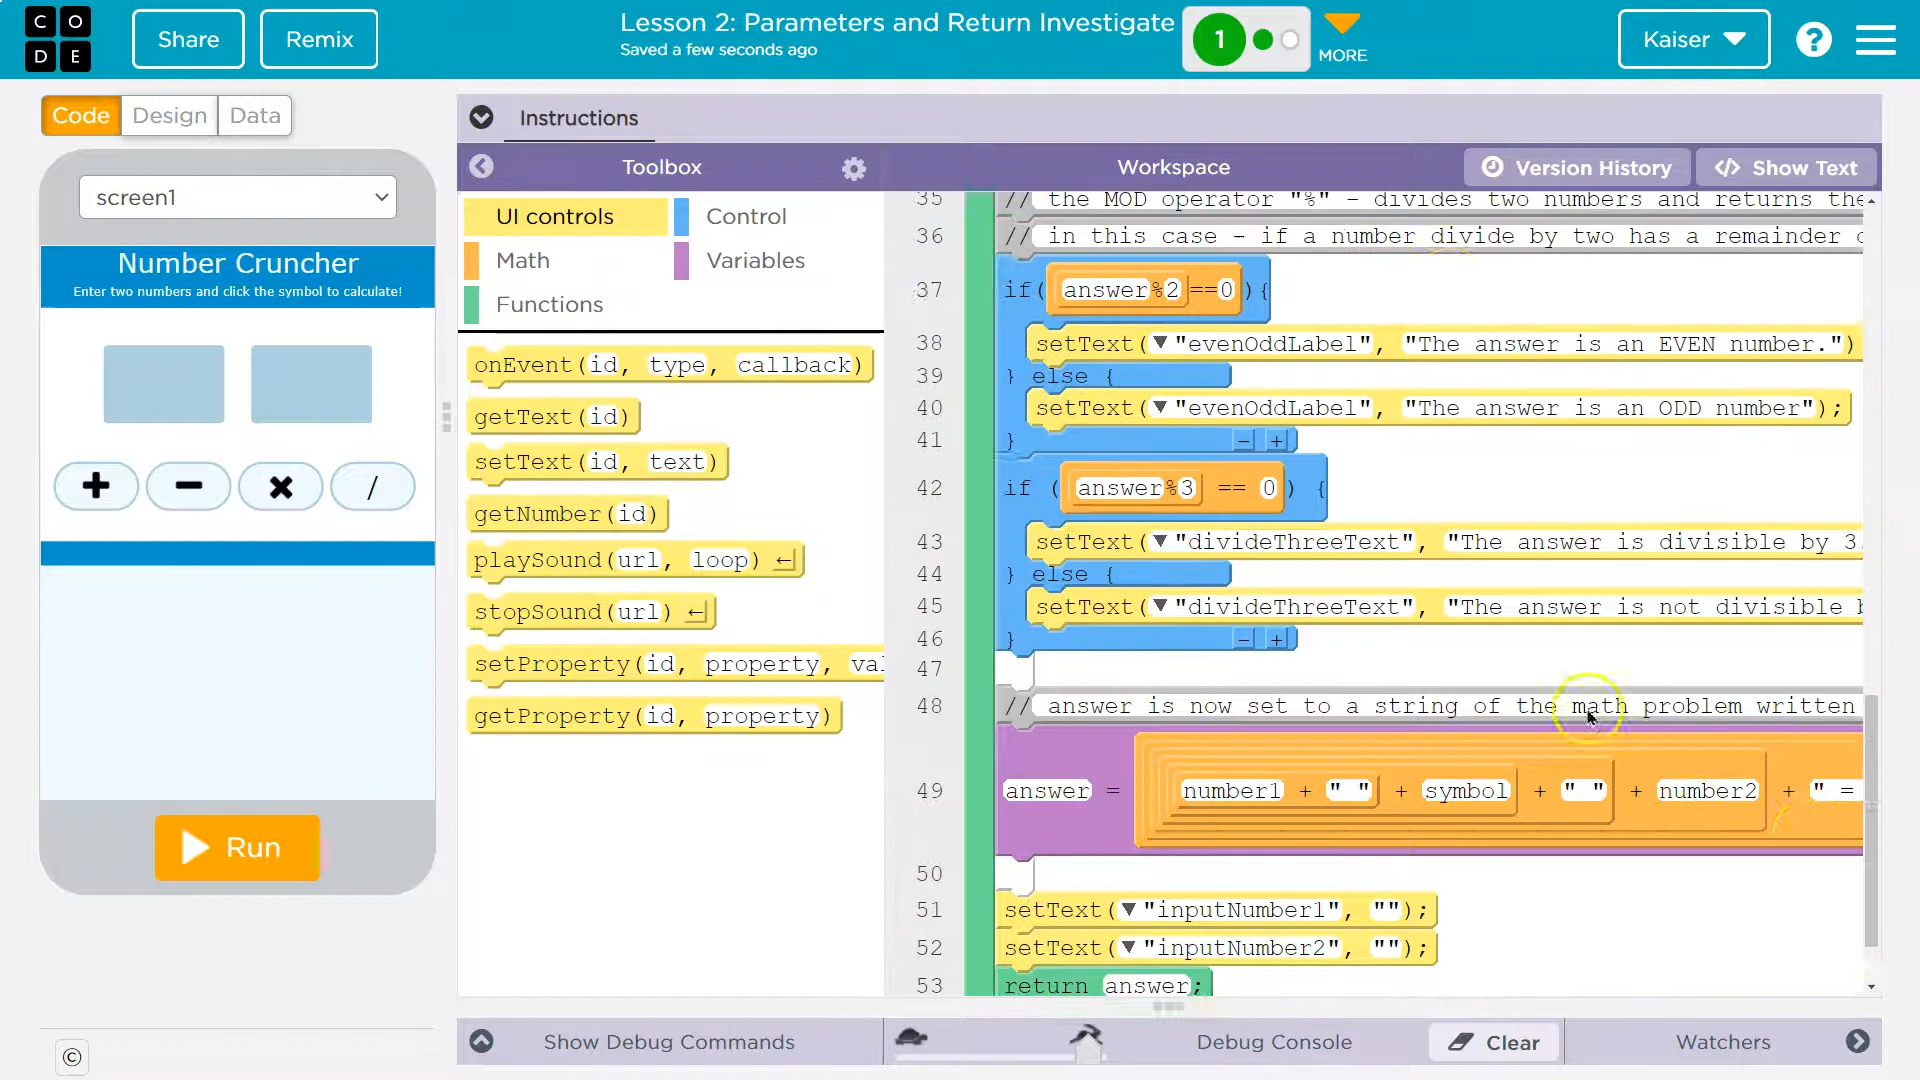 CODE
Share
Remix
Lesson 2: Parameters and Return Investigate
Saved a few seconds ago
1
MORE
Kaiser
?
Code
Design
Data
screen1
Number Cruncher
Enter two numbers and click the symbol to calculate!
+
-
x
/
Run
©
Instructions
Toolbox
Workspace
Version History
</> Show Text
UI controls
Control
Math
Variables
Functions
onEvent(id, type, callback)
getText(id)
setText(id, text)
getNumber(id)
playSound(url, loop)
stopSound(url)
setProperty(id, property, val
getProperty(id, property)
35 // the MOD operator "%" - divides two numbers and returns the
36 // in this case - if a number divide by two has a remainder o
37 if( answer%2==0 ){
38 setText(▼"evenOddLabel", "The answer is an EVEN number.")
39 } else {
40 setText(▼"evenOddLabel", "The answer is an ODD number");
41 } - +
42 if ( answer%3 == 0 ) {
43 setText(▼"divideThreeText", "The answer is divisible by 3.
44 } else {
45 setText(▼"divideThreeText", "The answer is not divisible b
46 } - +
47
48 // answer is now set to a string of the math problem written
49 answer = number1 + " " + symbol + " " + number2 + " =
50
51 setText(▼"inputNumber1", "");
52 setText(▼"inputNumber2", "");
53 return answer;
Show Debug Commands
Debug Console
Clear
Watchers